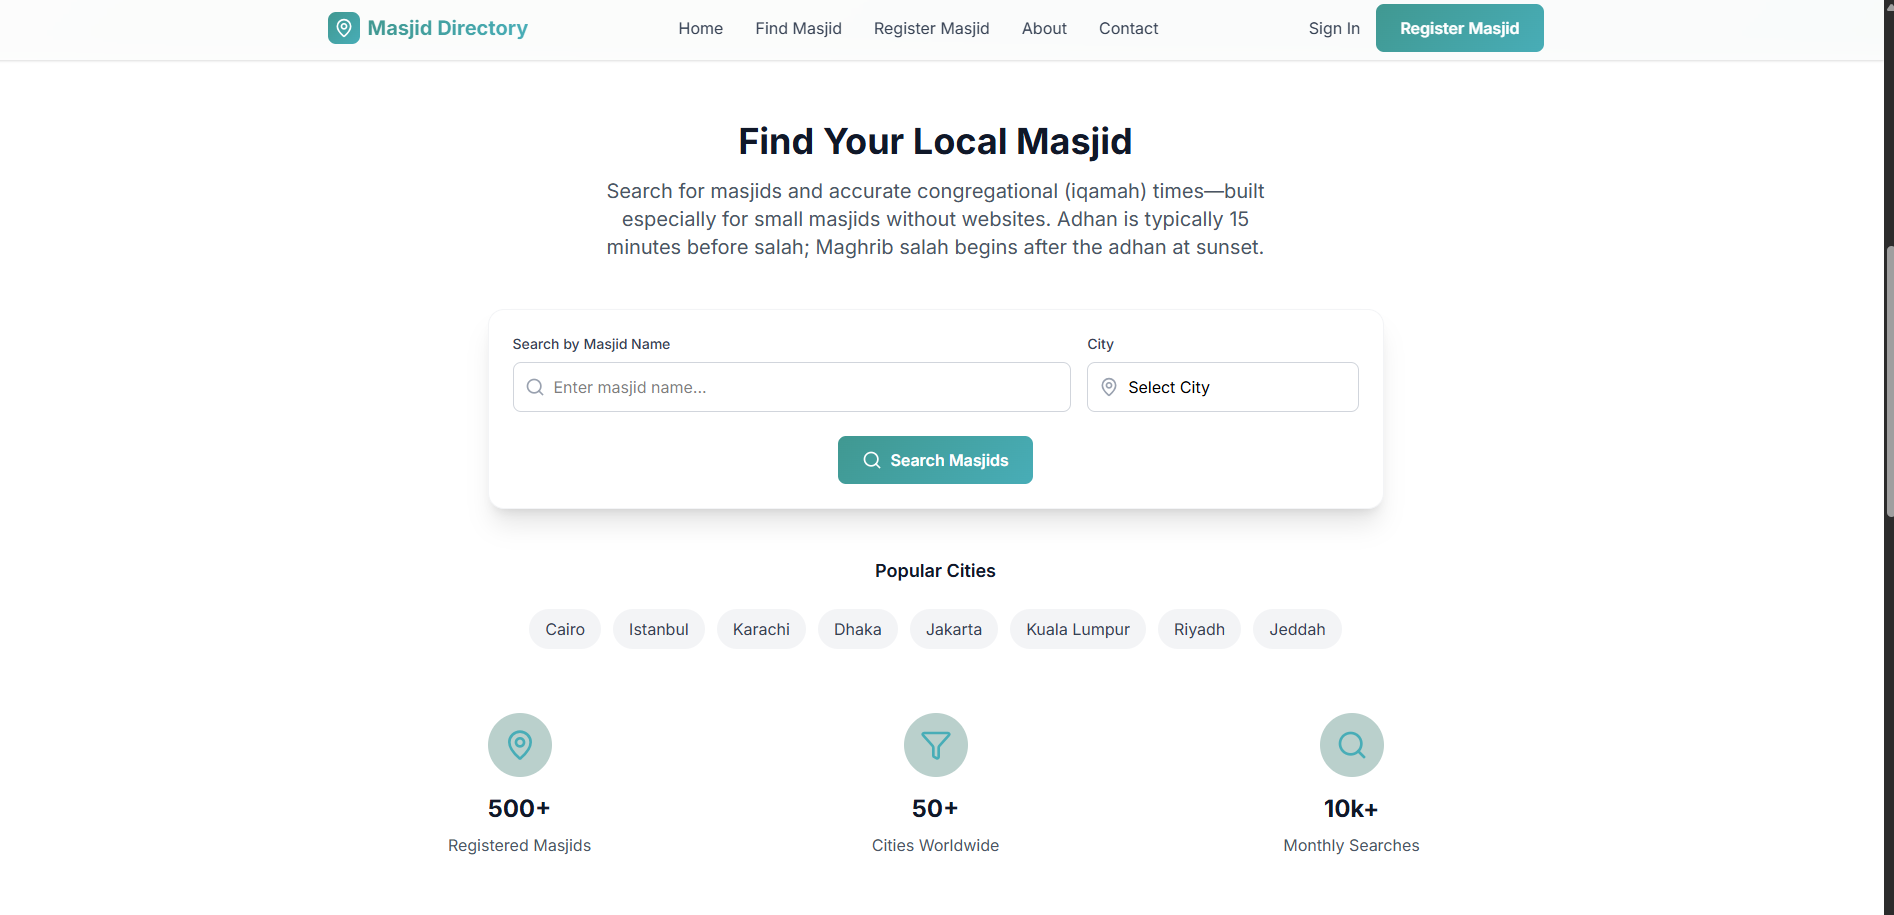 Masjid Directory
Home
Find Masjid
Register Masjid
About
Contact
Sign In
Register Masjid
Find Your Local Masjid
Search for masjids and accurate congregational (iqamah) times—built
especially for small masjids without websites. Adhan is typically 15
minutes before salah; Maghrib salah begins after the adhan at sunset.
Search by Masjid Name
City
Enter masjid name...
Select City
Search Masjids
Popular Cities
Cairo
Istanbul
Karachi
Dhaka
Jakarta
Kuala Lumpur
Riyadh
Jeddah
500+
Registered Masjids
50+
Cities Worldwide
10k+
Monthly Searches